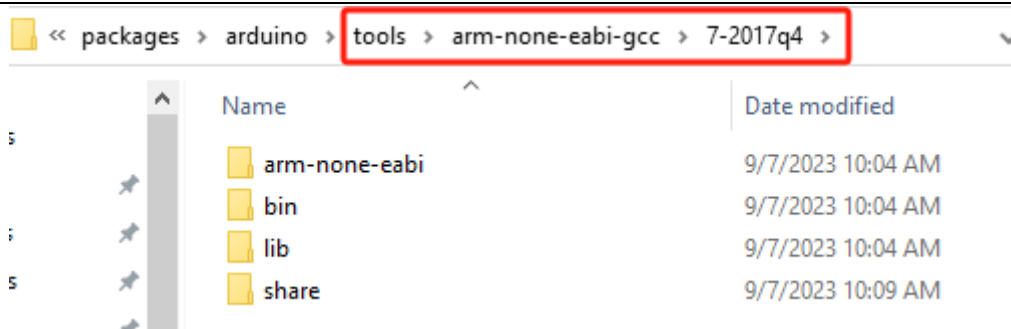 « packages > arduino > tools > arm-none-eabi-gcc > 7-2017q4 >
Name Date modified
arm-none-eabi 9/7/2023 10:04 AM
bin 9/7/2023 10:04 AM
lib 9/7/2023 10:04 AM
share 9/7/2023 10:09 AM